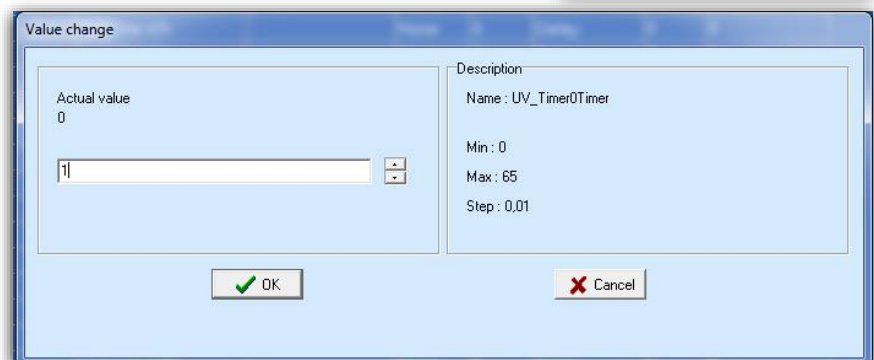 Value change
Actual value
0
1
OK
Description
Name : UV_Timer0Timer
Min : 0
Max : 65
Step : 0,01
Cancel